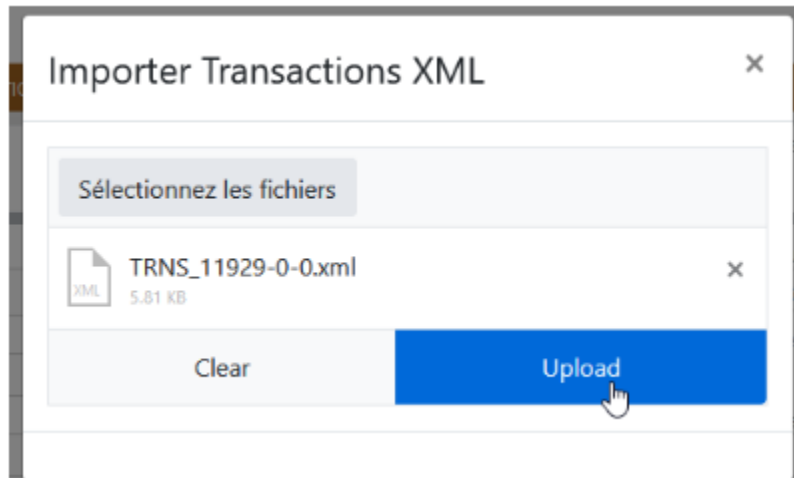 Importer Transactions XML
×
Sélectionnez les fichiers
TRNS_11929-0-0.xml
×
XML
5.81 KB
Clear
Upload